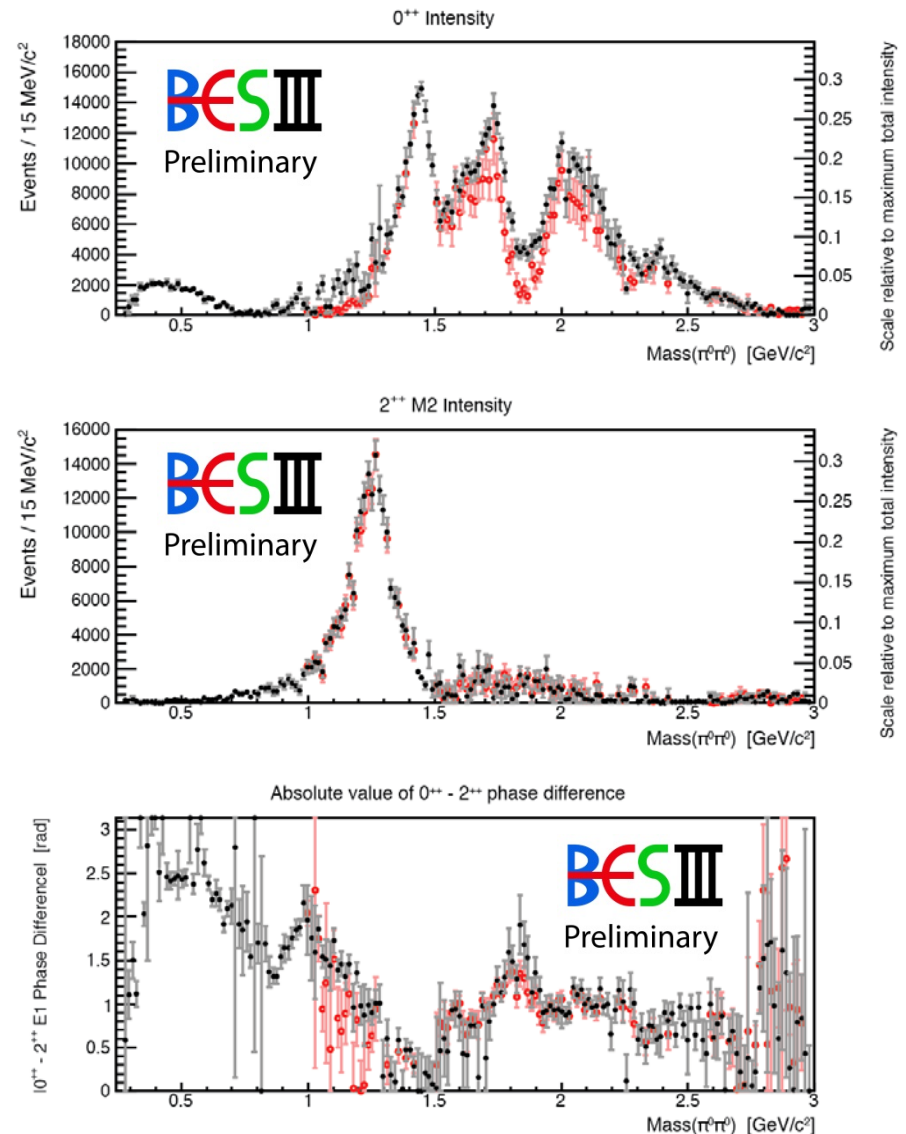 0⁺⁺ Intensity
Events / 15 MeV/c²
18000
16000
14000
12000
10000
8000
6000
4000
2000
0
BESIII
Preliminary
0.3
0.25
0.2
0.15
0.1
0.05
0
Scale relative to maximum total intensity
0.5 1 1.5 2 2.5 3
Mass(π⁰π⁰) [GeV/c²]
2⁺⁺ M2 Intensity
Events / 15 MeV/c²
16000
14000
12000
10000
8000
6000
4000
2000
0
BESIII
Preliminary
0.3
0.25
0.2
0.15
0.1
0.05
0
Scale relative to maximum total intensity
0.5 1 1.5 2 2.5 3
Mass(π⁰π⁰) [GeV/c²]
Absolute value of 0⁺⁺ - 2⁺⁺ phase difference
|0⁺⁺ - 2⁺⁺ E1 Phase Differencel [rad]
3
2.5
2
1.5
1
0.5
0
BESIII
Preliminary
0.5 1 1.5 2 2.5 3
Mass(π⁰π⁰) [GeV/c²]